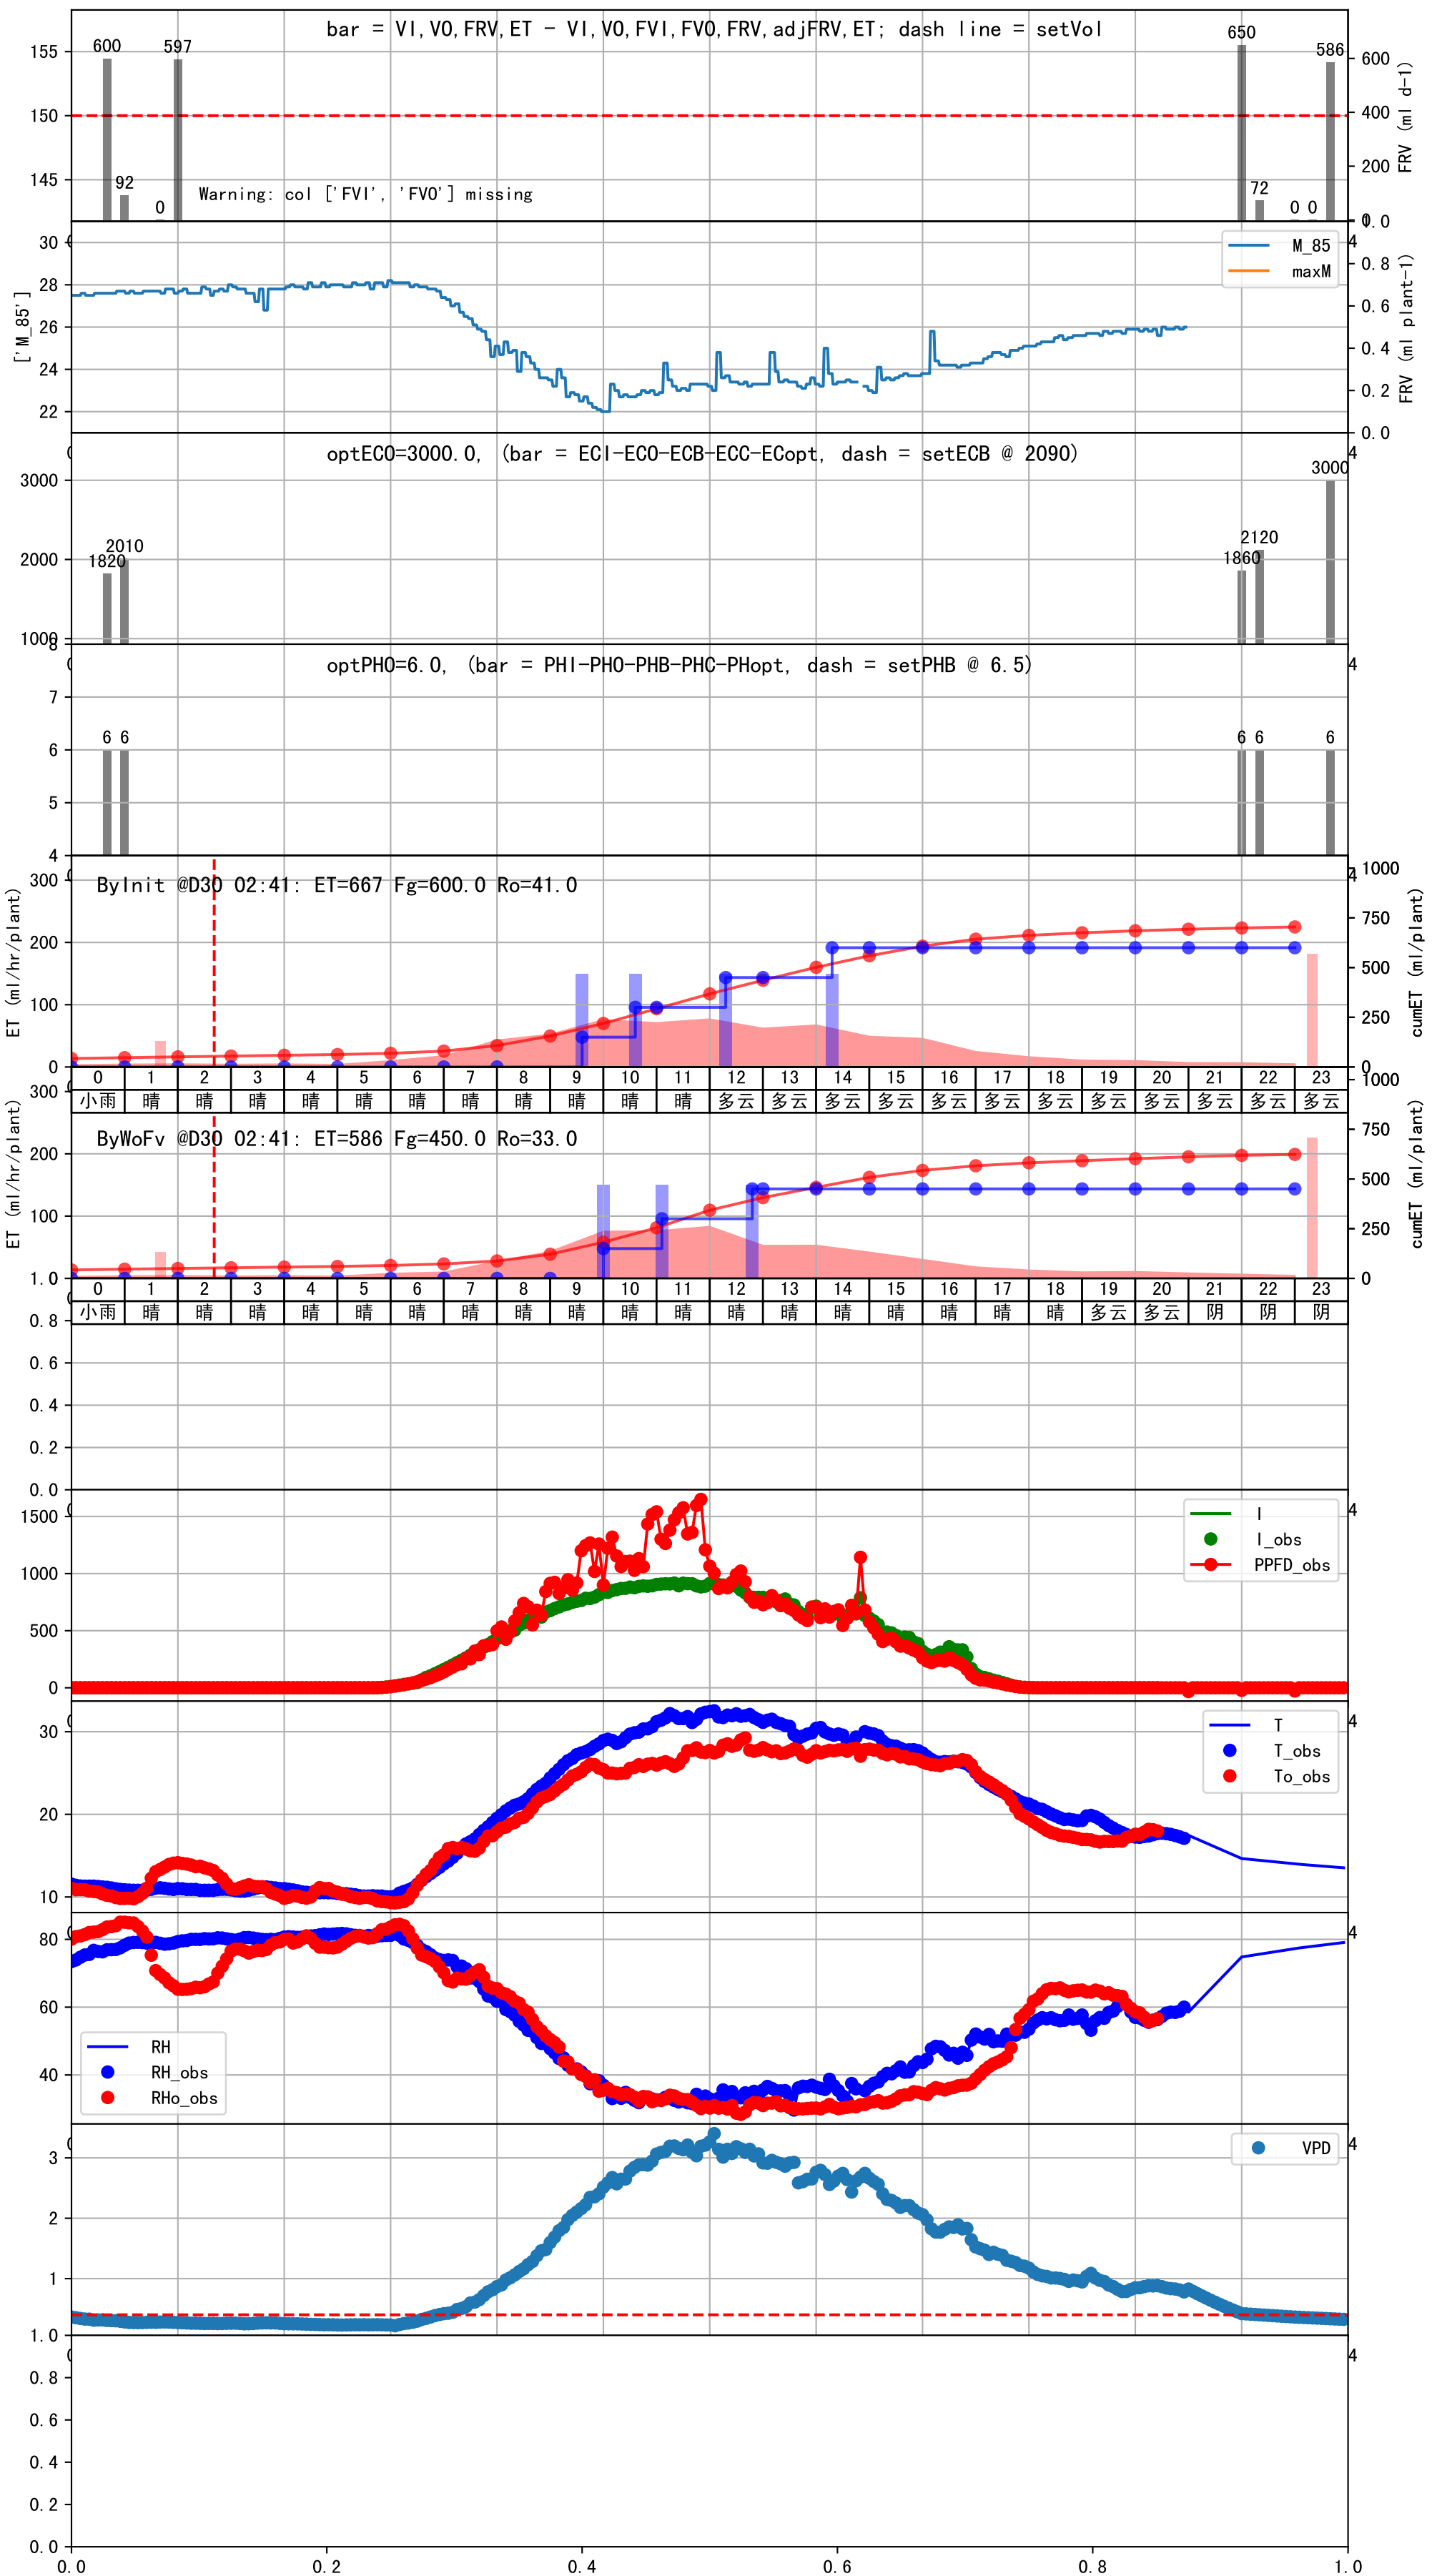 bar = VI,VO,FRV,ET - VI,VO,FVI,FVO,FRV,adjFRV,ET; dash line = setVol
600 597 650 586
92 0 72 0 0
Warning: col ['FVI', 'FVO'] missing
155
150
145
600
400
200
FRV (ml d-1)
1.0
['M_85']
30
28
26
24
22
M_85
maxM
4
0.8
0.6
0.4
0.2
0.0
FRV (ml plant-1)
optECO=3000.0, (bar = ECI-ECO-ECB-ECC-ECopt, dash = setECB @ 2090)
4
3000
2000
1000
1820 2010 1860 2120 3000
optPHO=6.0, (bar = PHI-PHO-PHB-PHC-PHopt, dash = setPHB @ 6.5)
4
8
7
6
5
4
6 6 6 6 6
ByInit @D30 02:41: ET=667 Fg=600.0 Ro=41.0
ET (ml/hr/plant)
300
200
100
0
1000
750
500
250
0
cumET (ml/plant)
0 1 2 3 4 5 6 7 8 9 10 11 12 13 14 15 16 17 18 19 20 21 22 23
小雨 晴 晴 晴 晴 晴 晴 晴 晴 晴 晴 晴 多云 多云 多云 多云 多云 多云 多云 多云 多云 多云 多云 多云
ByWoFv @D30 02:41: ET=586 Fg=450.0 Ro=33.0
ET (ml/hr/plant)
300
200
100
1000
750
500
250
0
cumET (ml/plant)
0 1 2 3 4 5 6 7 8 9 10 11 12 13 14 15 16 17 18 19 20 21 22 23
小雨 晴 晴 晴 晴 晴 晴 晴 晴 晴 晴 晴 晴 晴 晴 晴 晴 晴 晴 多云 多云 阴 阴 阴
1.0
0.8
0.6
0.4
0.2
0.0
4
1500
1000
500
0
I
I_obs
PPFD_obs
4
30
20
10
T
T_obs
To_obs
4
80
60
40
RH
RH_obs
RHo_obs
4
3
2
1
VPD
4
1.0
0.8
0.6
0.4
0.2
0.0
0.0 0.2 0.4 0.6 0.8 1.0